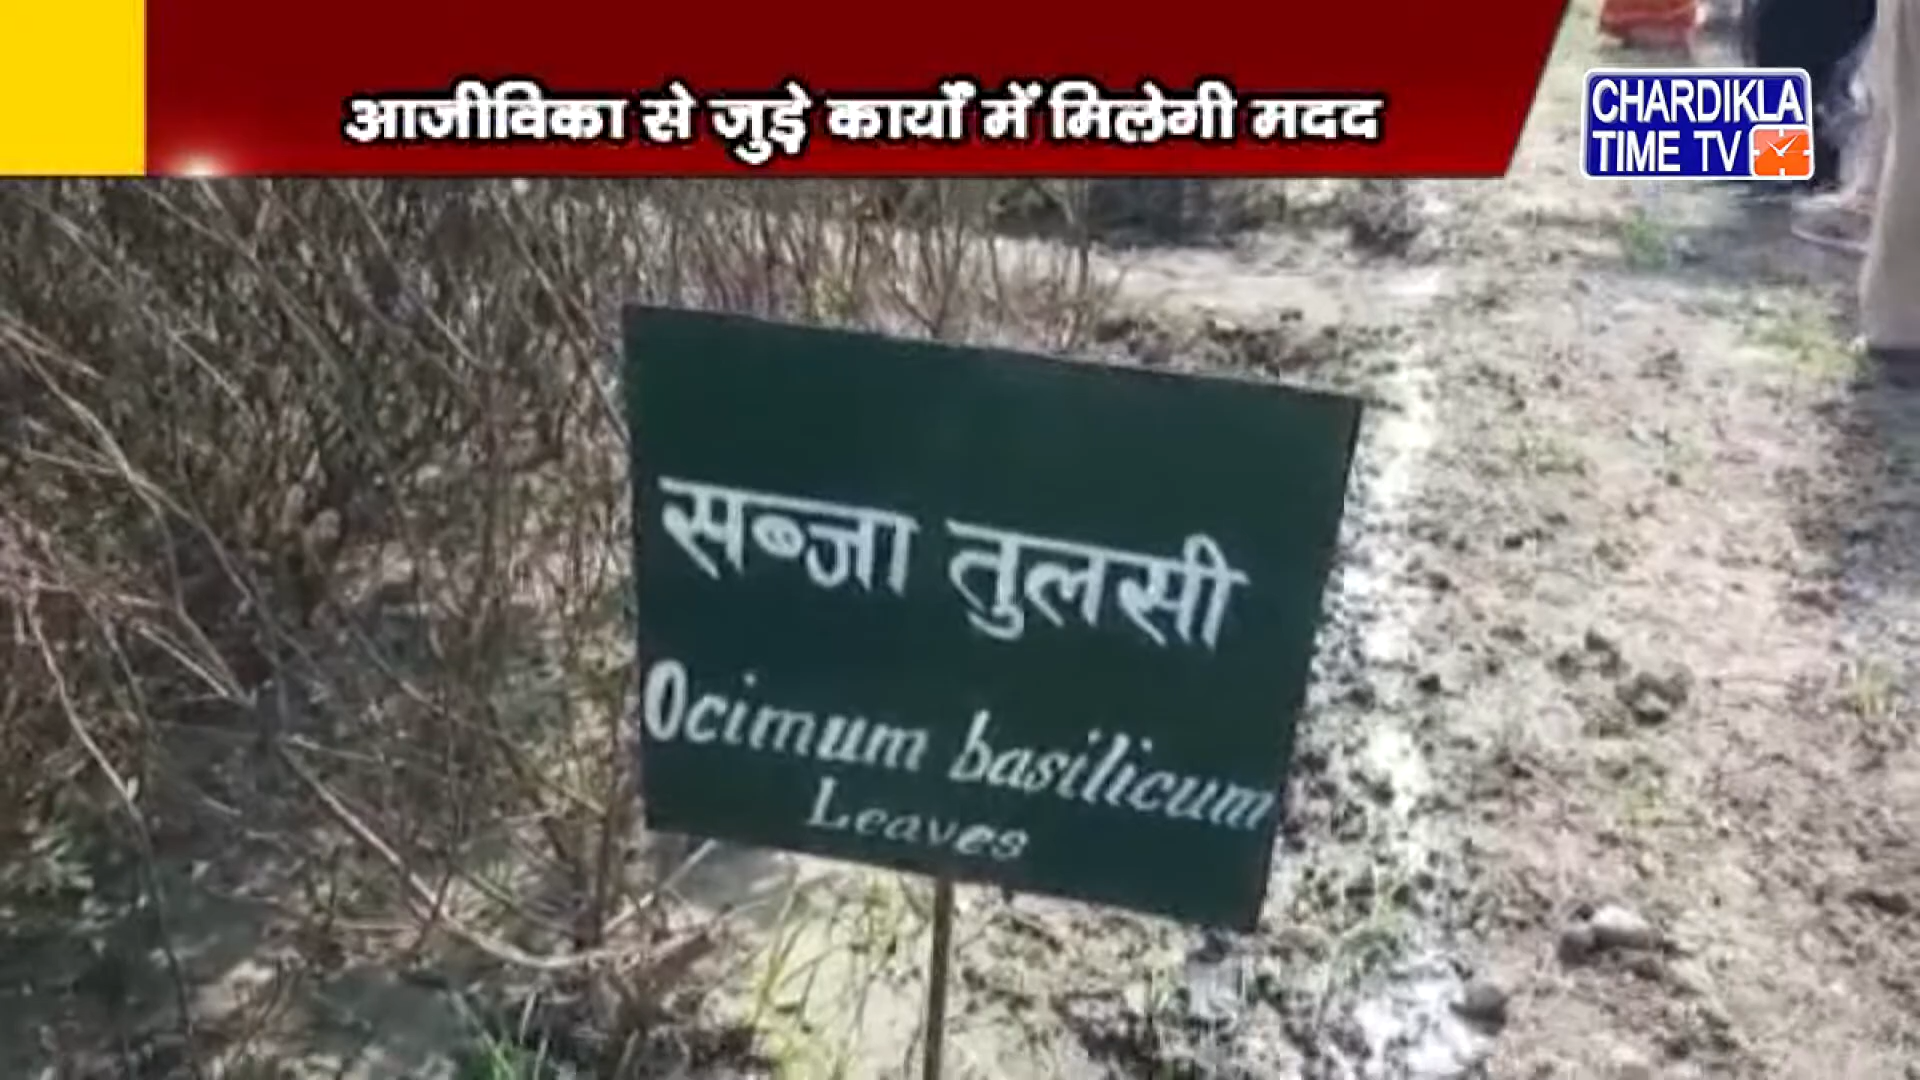 आजीविका से जुड़े कार्यों में मिलेगी मदद
CHARDIKLA
TIME TV
सब्जा तुलसी
Ocimum basilicum
Leaves